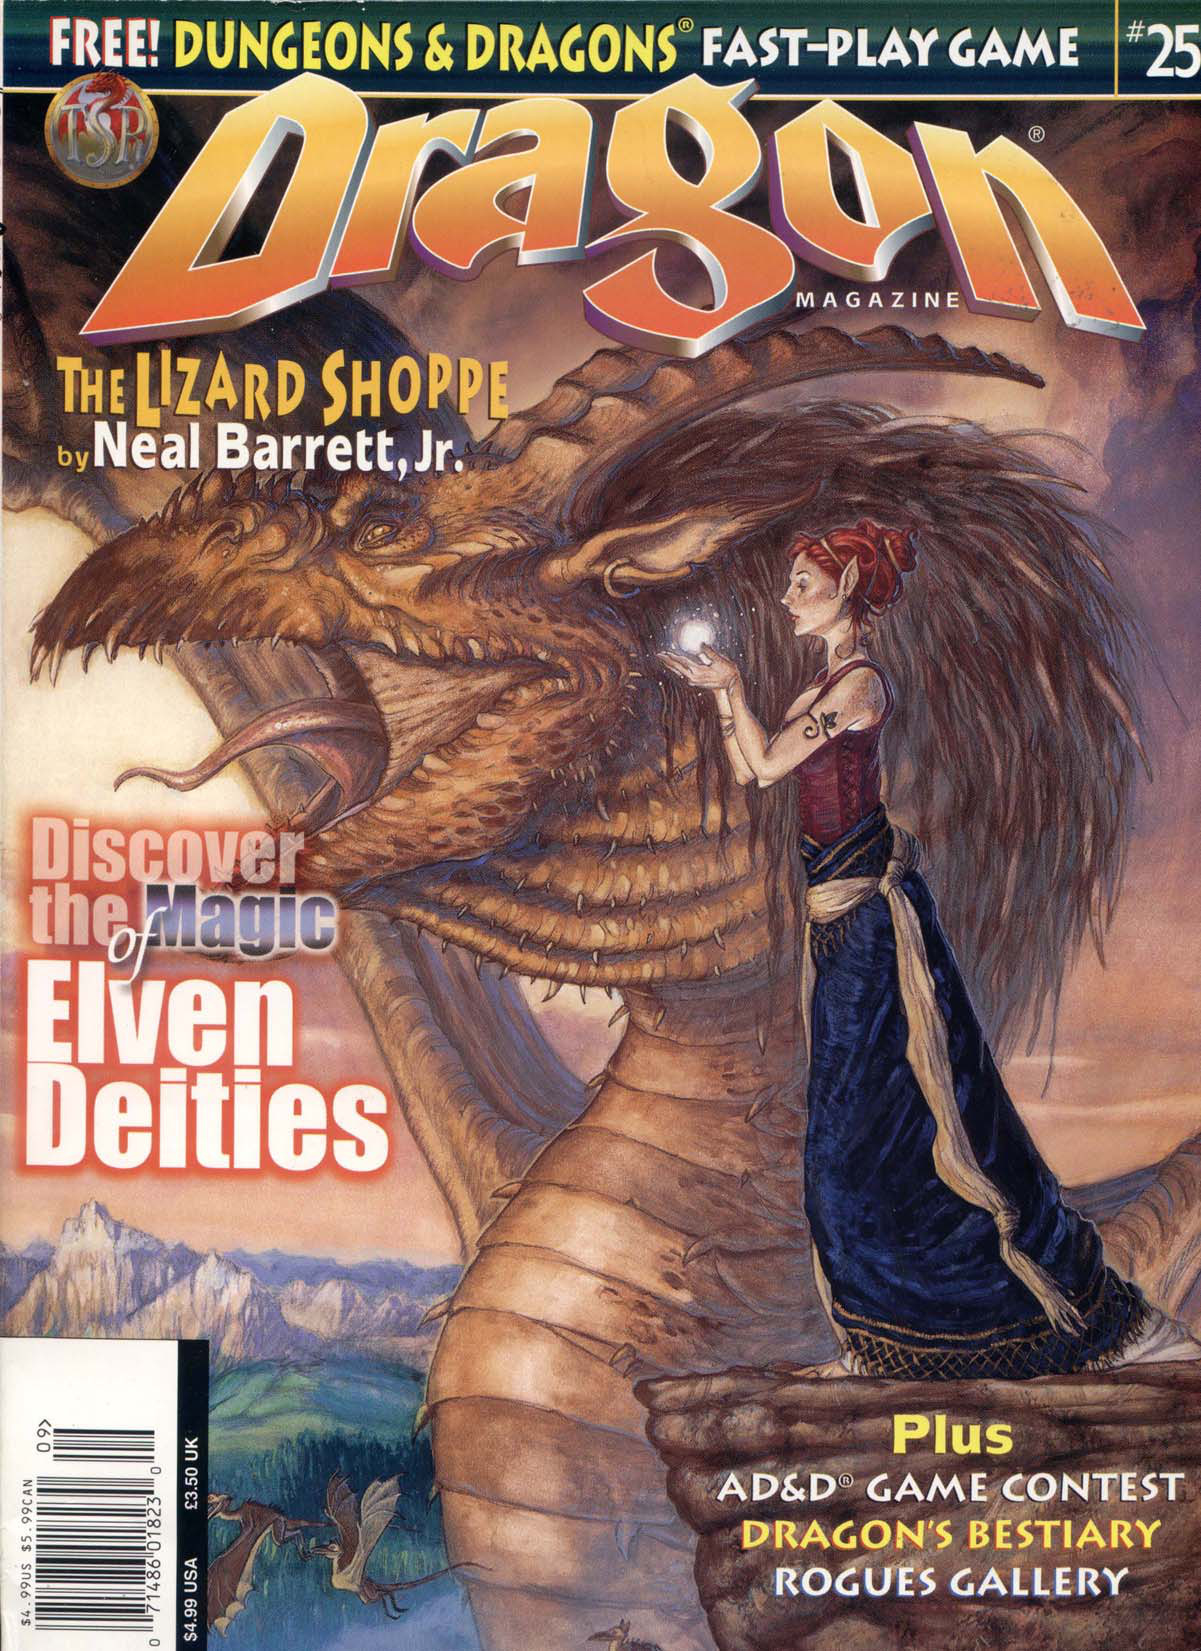 FREE! DUNGEONS & DRAGONS® FAST-PLAY GAME
#25
TSR
Dragon®
MAGAZINE
THE LIZARD SHOPPE
by Neal Barrett, Jr.
Discover
the of Magic
Elven
Deities
Plus
AD&D® GAME CONTEST
DRAGON'S BESTIARY
ROGUES GALLERY
09>
$4.99US $5.99CAN
0 71486 01823 0
$4.99 USA £3.50 UK